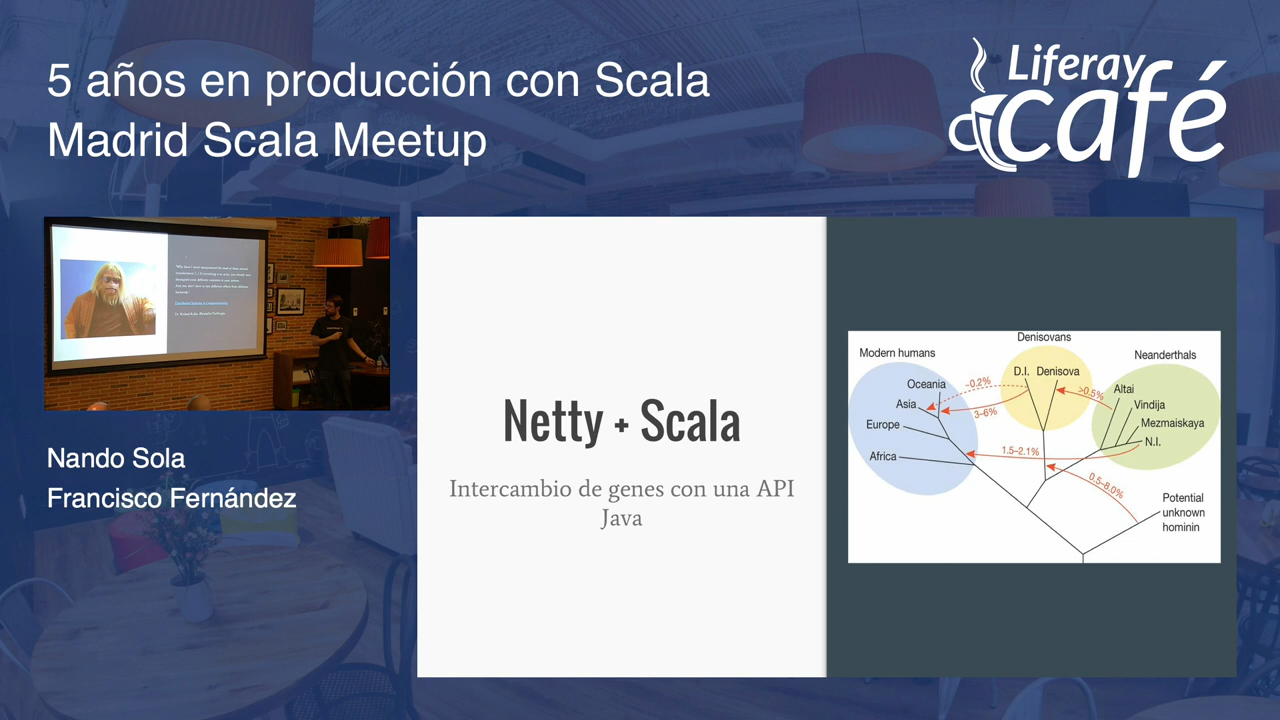 5 años en producción con Scala
Madrid Scala Meetup
Liferay
café
Nando Sola
Francisco Fernández
Netty + Scala
Intercambio de genes con una API
Java
Denisovans
Modern humans
Neanderthals
D.I. Denisova
Oceania
~0.2%
>0.5%
Altai
Asia
3–6%
Vindija
Europe
Mezmaiskaya
N.I.
Africa
1.5–2.1%
0.5–8.0%
Potential
unknown
hominin